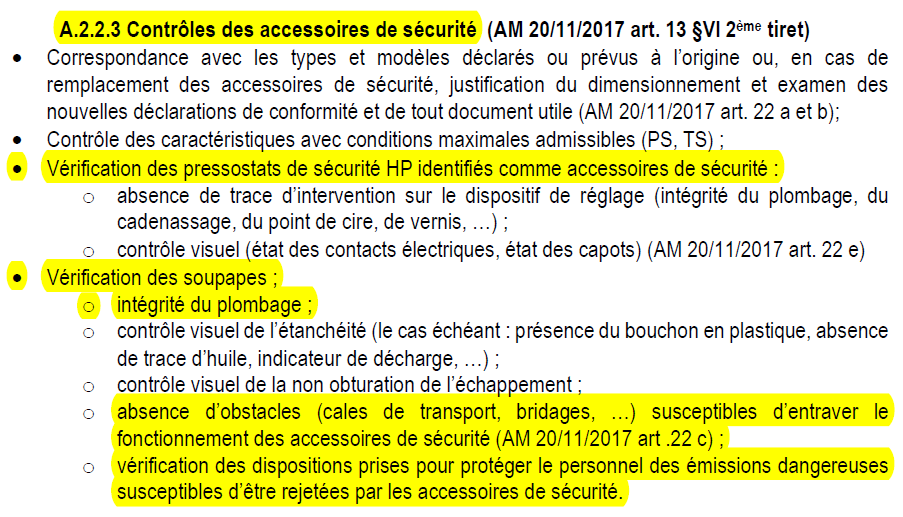 A.2.2.3 Contrôles des accessoires de sécurité (AM 20/11/2017 art. 13 §VI 2ème tiret)
• Correspondance avec les types et modèles déclarés ou prévus à l’origine ou, en cas de
remplacement des accessoires de sécurité, justification du dimensionnement et examen des
nouvelles déclarations de conformité et de tout document utile (AM 20/11/2017 art. 22 a et b);
• Contrôle des caractéristiques avec conditions maximales admissibles (PS, TS) ;
• Vérification des pressostats de sécurité HP identifiés comme accessoires de sécurité :
o absence de trace d’intervention sur le dispositif de réglage (intégrité du plombage, du
cadenassage, du point de cire, de vernis, …) ;
o contrôle visuel (état des contacts électriques, état des capots) (AM 20/11/2017 art. 22 e)
• Vérification des soupapes ;
o intégrité du plombage ;
o contrôle visuel de l’étanchéité (le cas échéant : présence du bouchon en plastique, absence
de trace d’huile, indicateur de décharge, …) ;
o contrôle visuel de la non obturation de l’échappement ;
o absence d’obstacles (cales de transport, bridages, …) susceptibles d’entraver le
fonctionnement des accessoires de sécurité (AM 20/11/2017 art .22 c) ;
o vérification des dispositions prises pour protéger le personnel des émissions dangereuses
susceptibles d’être rejetées par les accessoires de sécurité.